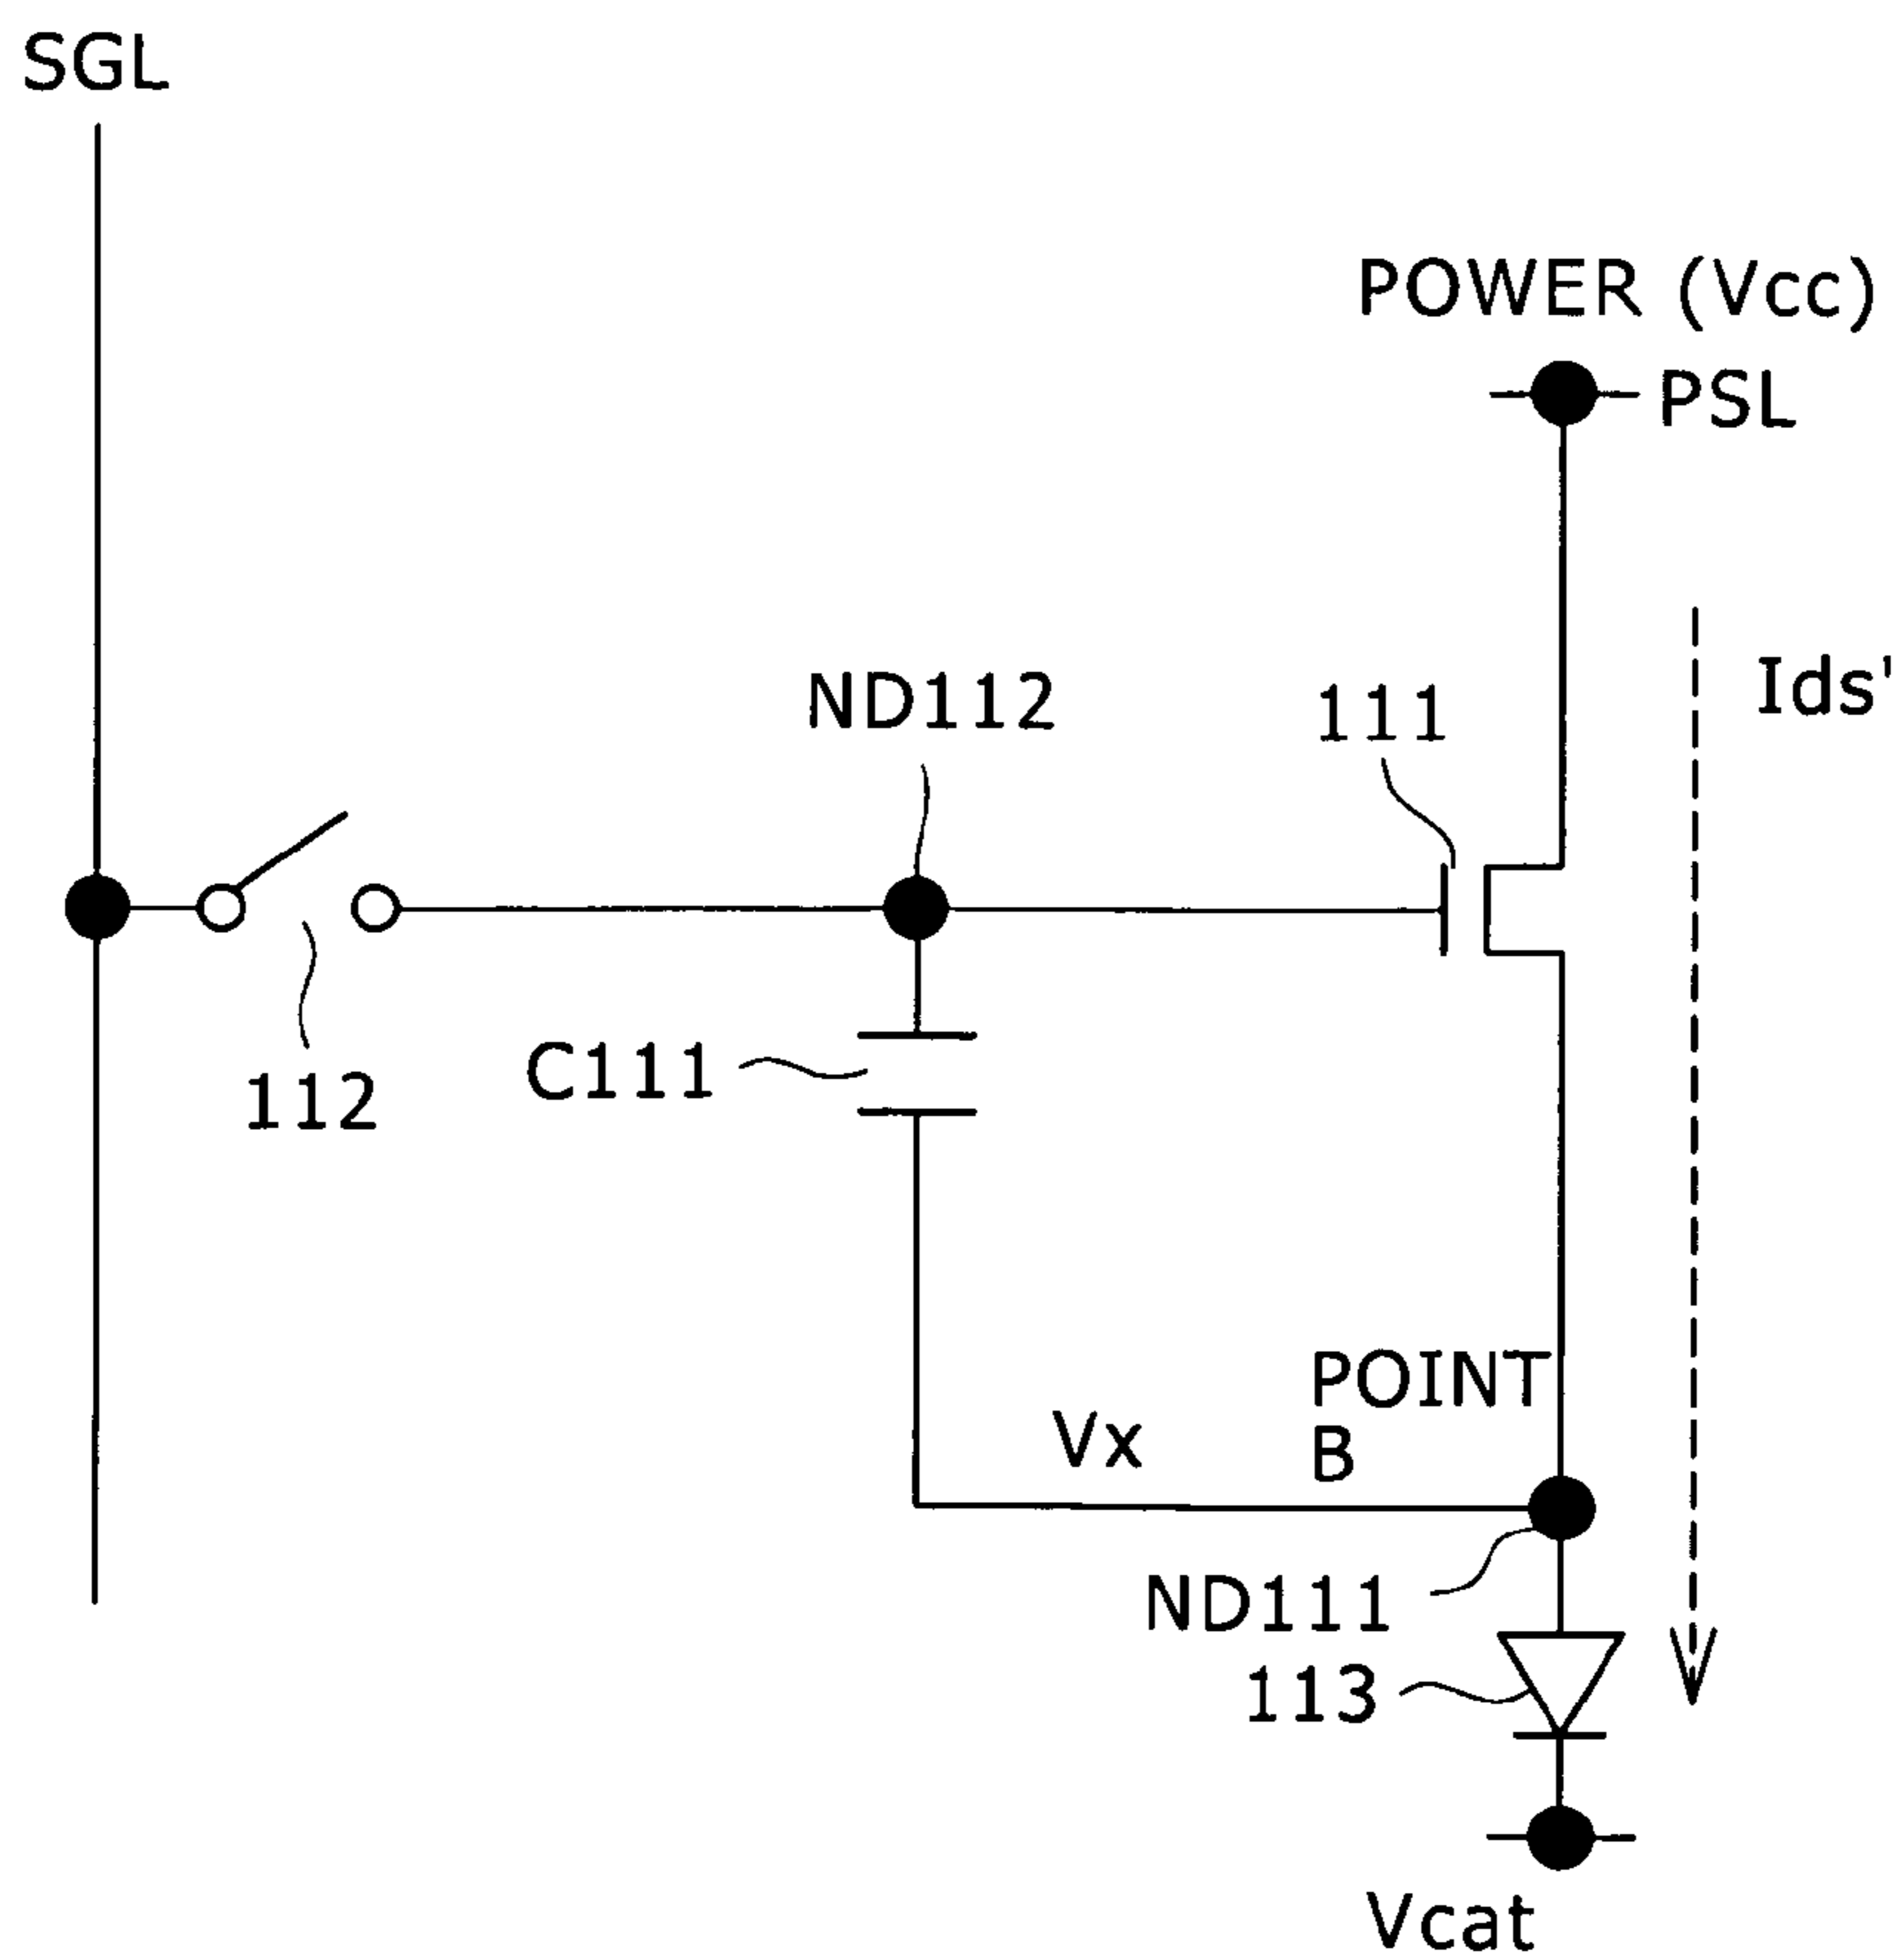 SGL
POWER (Vcc)
PSL
Ids'
ND112
111
C111
112
POINT
B
Vx
ND111
113
Vcat